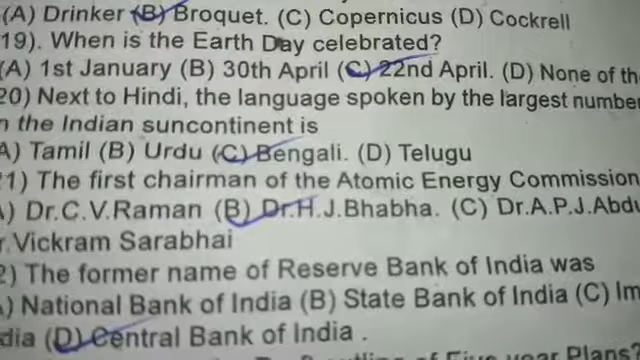 (A) Drinker (B) Broquet. (C) Copernicus (D) Cockrell
19). When is the Earth Day celebrated?
(A) 1st January (B) 30th April (C) 22nd April. (D) None of th
20) Next to Hindi, the language spoken by the largest numbe
n the Indian suncontinent is
A) Tamil (B) Urdu (C) Bengali. (D) Telugu
1) The first chairman of the Atomic Energy Commission
) Dr.C.V.Raman (B) Dr.H.J.Bhabha. (C) Dr.A.P.J.Abdu
r.Vickram Sarabhai
2) The former name of Reserve Bank of India was
) National Bank of India (B) State Bank of India (C) Im
dia (D) Central Bank of India .
Five year Plans?